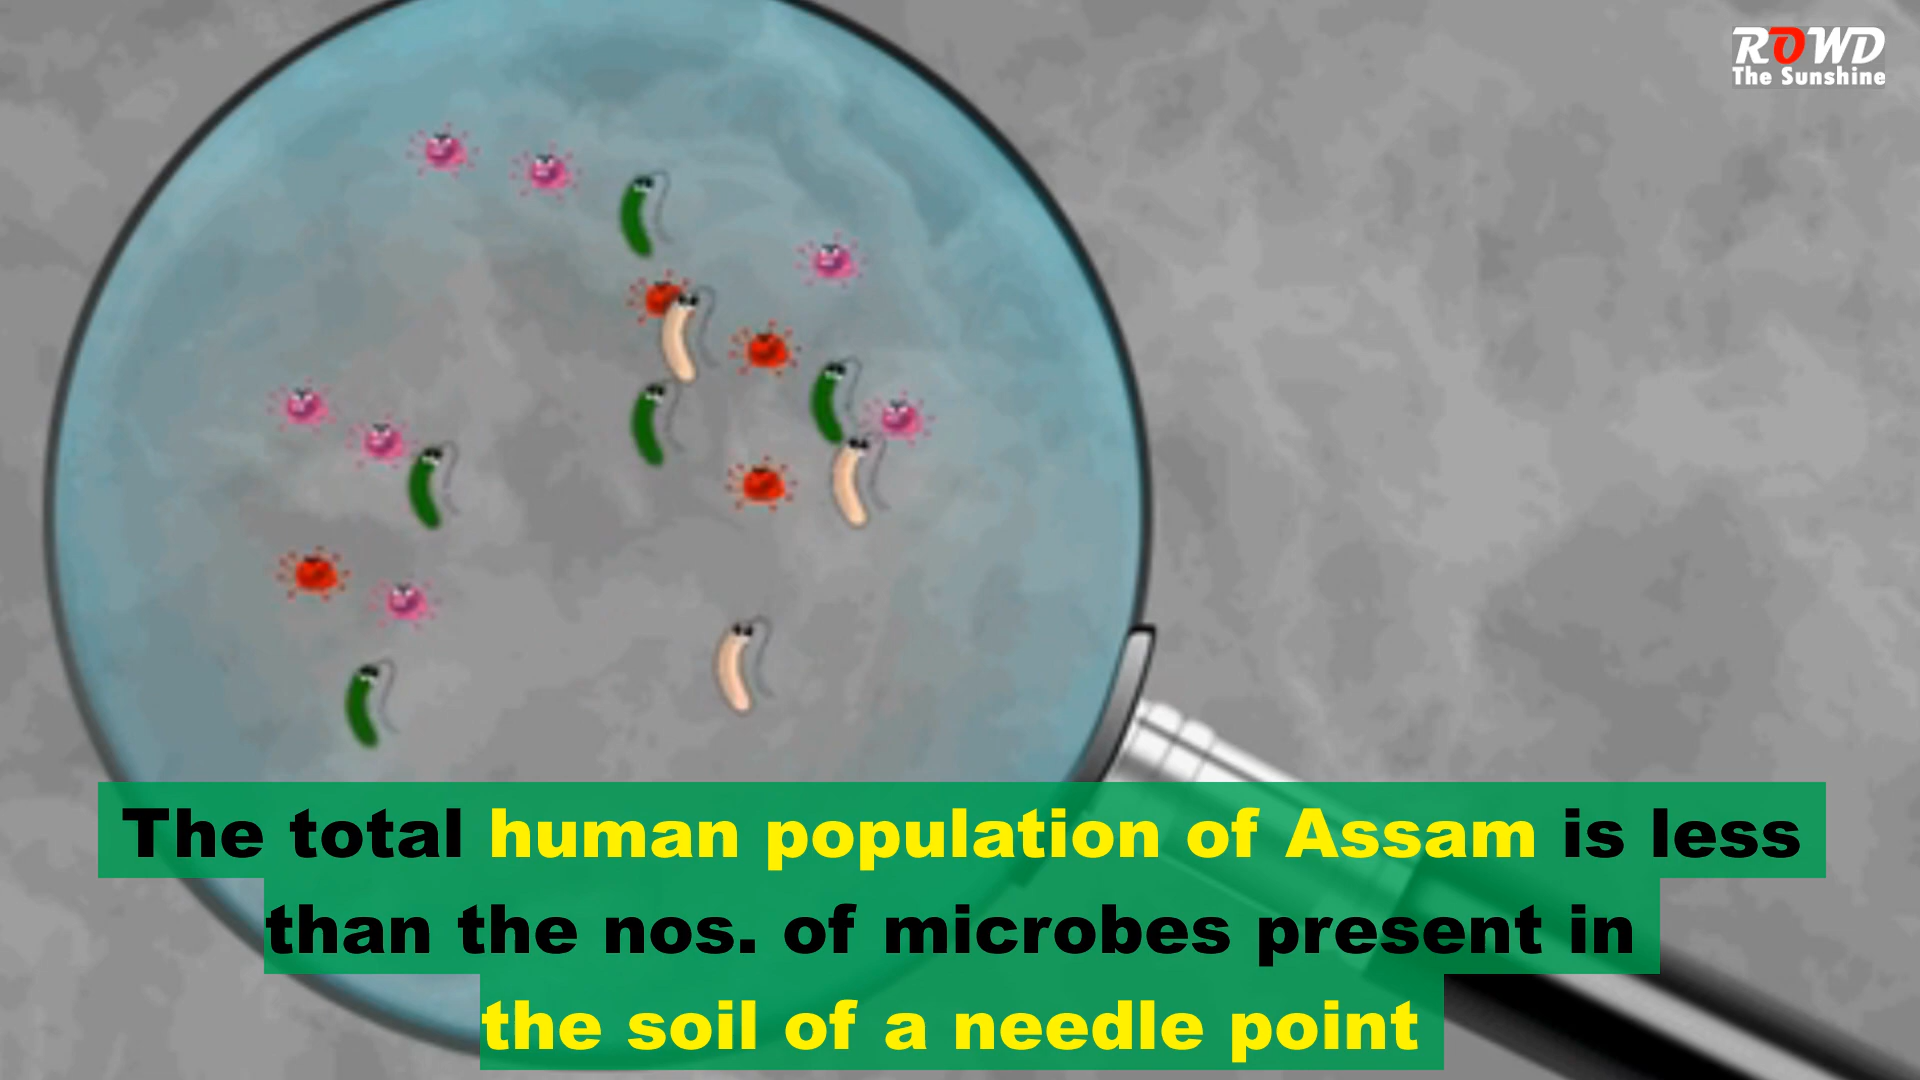 ROWD
The Sunshine
The total human population of Assam is less
than the nos. of microbes present in
the soil of a needle point